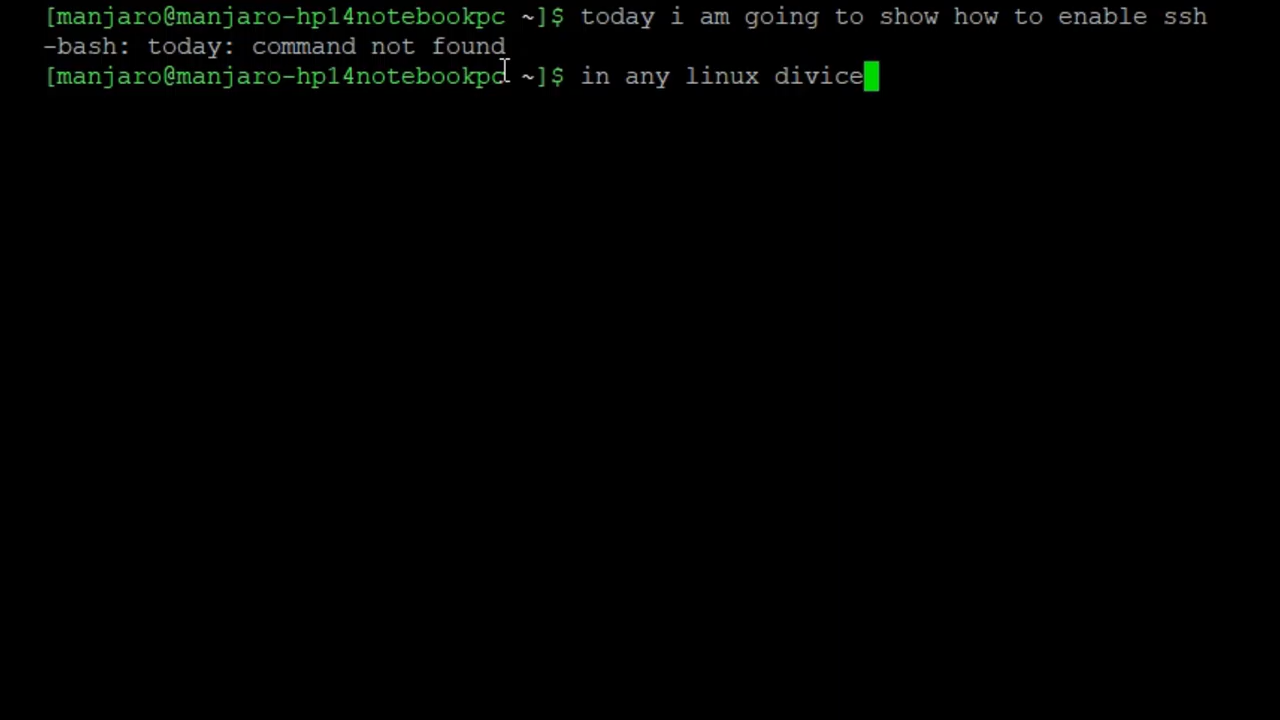 [manjaro@manjaro-hp14notebookpc ~]$ today i am going to show how to enable ssh
-bash: today: command not found
[manjaro@manjaro-hp14notebookpc ~]$ in any linux divice